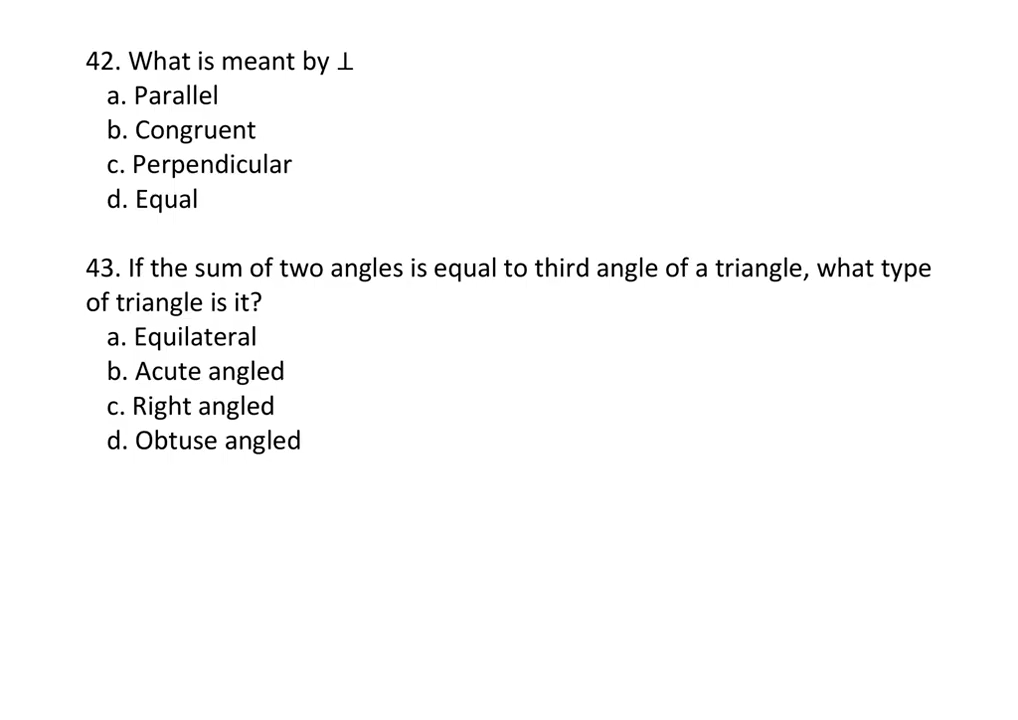 42. What is meant by ⊥
a. Parallel
b. Congruent
c. Perpendicular
d. Equal
43. If the sum of two angles is equal to third angle of a triangle, what type
of triangle is it?
a. Equilateral
b. Acute angled
c. Right angled
d. Obtuse angled